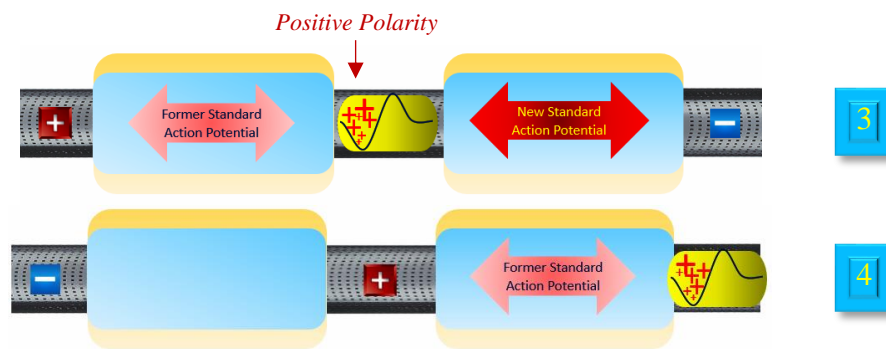 Positive Polarity
+
Former Standard
Action Potential
New Standard
Action Potential
−
3
−
+
Former Standard
Action Potential
4